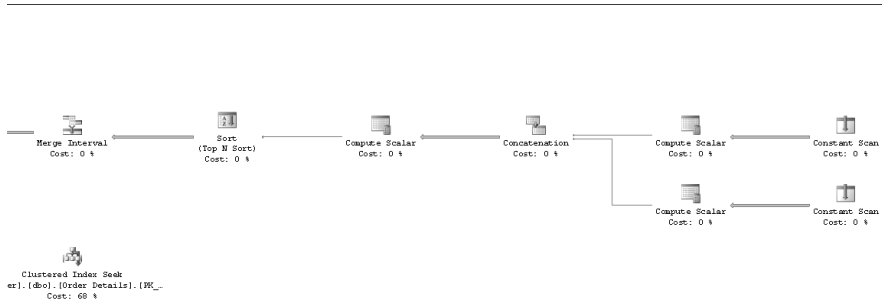 Merge Interval
Cost: 0 %
Sort
(Top N Sort)
Cost: 0 %
Compute Scalar
Cost: 0 %
Concatenation
Cost: 0 %
Compute Scalar
Cost: 0 %
Constant Scan
Cost: 0 %
Compute Scalar
Cost: 0 %
Constant Scan
Cost: 0 %
Clustered Index Seek
er].[dbo].[Order Details].[PK_…
Cost: 68 %